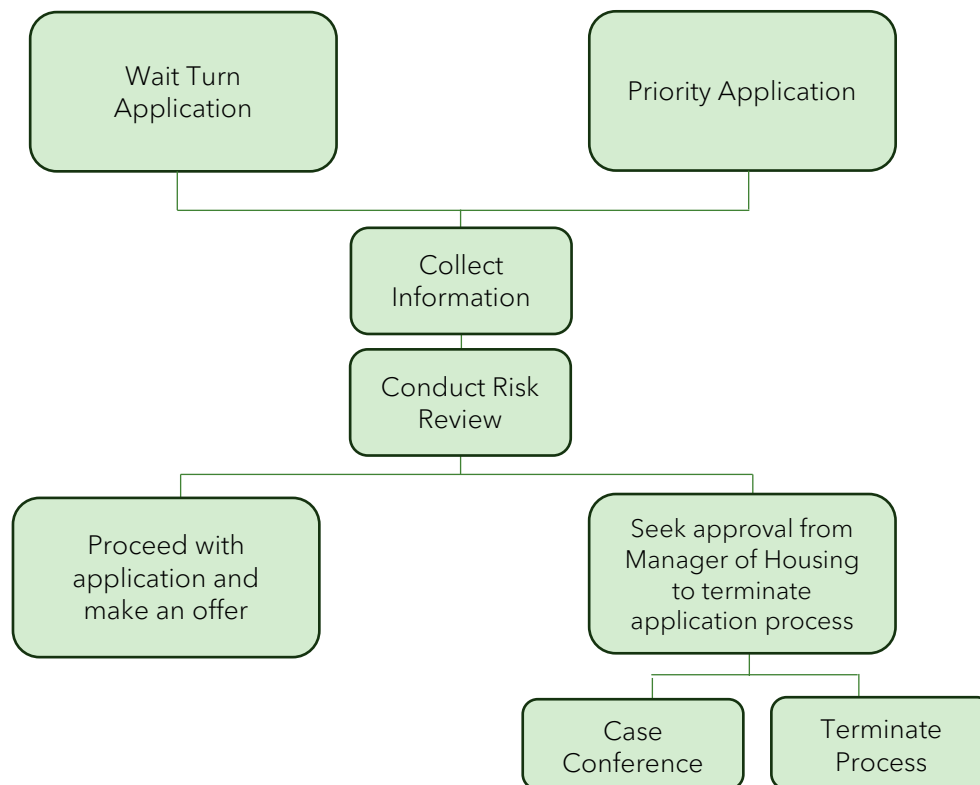 Wait Turn
Application
Priority Application
Collect
Information
Conduct Risk
Review
Proceed with
application and
make an offer
Seek approval from
Manager of Housing
to terminate
application process
Case
Conference
Terminate
Process